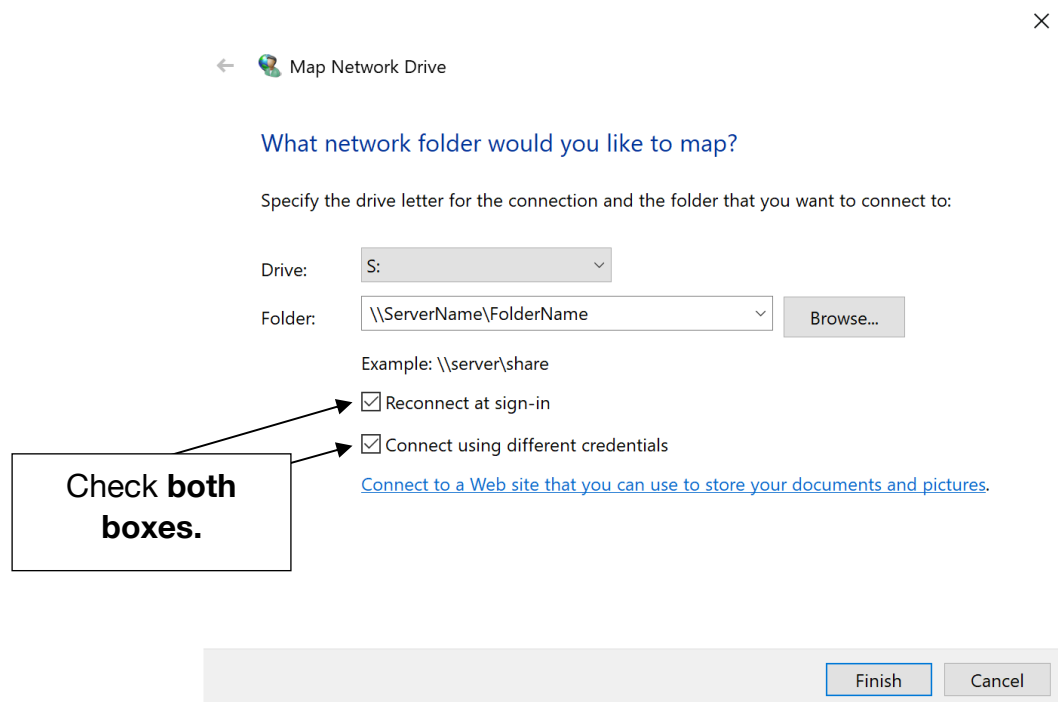 Map Network Drive
What network folder would you like to map?
Specify the drive letter for the connection and the folder that you want to connect to:
Drive: S:
Folder: \\ServerName\FolderName Browse...
Example: \\server\share
Reconnect at sign-in
Connect using different credentials
Connect to a Web site that you can use to store your documents and pictures.
Check both
boxes.
Finish Cancel